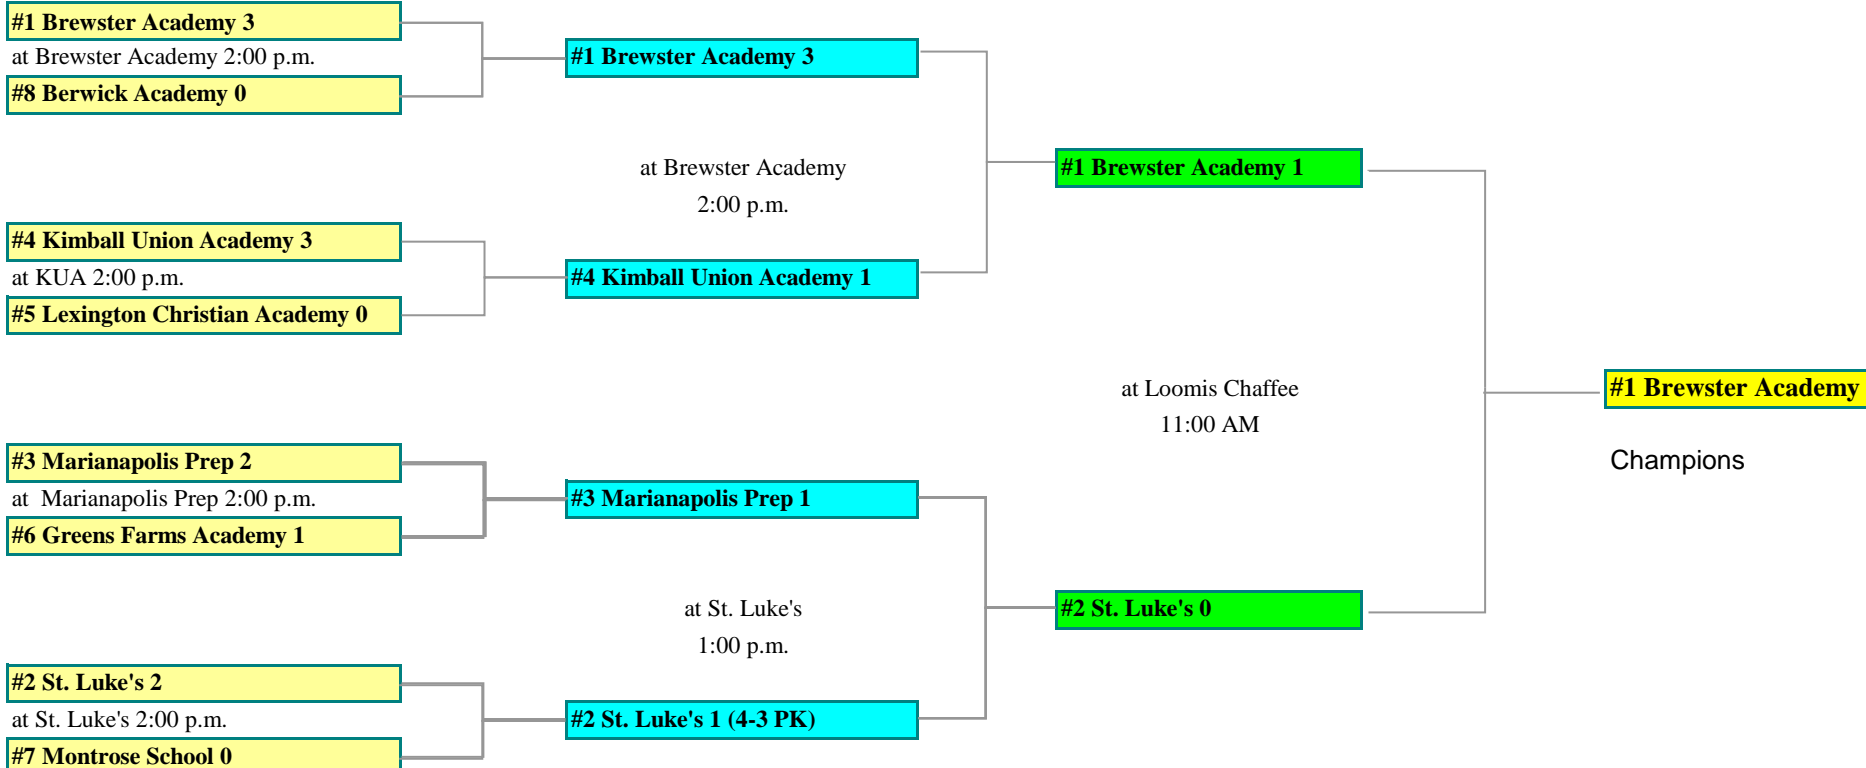 #1 Brewster Academy 3
at Brewster Academy 2:00 p.m.
#8 Berwick Academy 0
#4 Kimball Union Academy 3
at KUA 2:00 p.m.
#5 Lexington Christian Academy 0
#3 Marianapolis Prep 2
at  Marianapolis Prep 2:00 p.m.
#6 Greens Farms Academy 1
#2 St. Luke's 2
at St. Luke's 2:00 p.m.
#7 Montrose School 0
#1 Brewster Academy 3
at Brewster Academy
2:00 p.m.
#4 Kimball Union Academy 1
#3 Marianapolis Prep 1
at St. Luke's
1:00 p.m.
#2 St. Luke's 1 (4-3 PK)
#1 Brewster Academy 1
at Loomis Chaffee
11:00 AM
#2 St. Luke's 0
#1 Brewster Academy
Champions